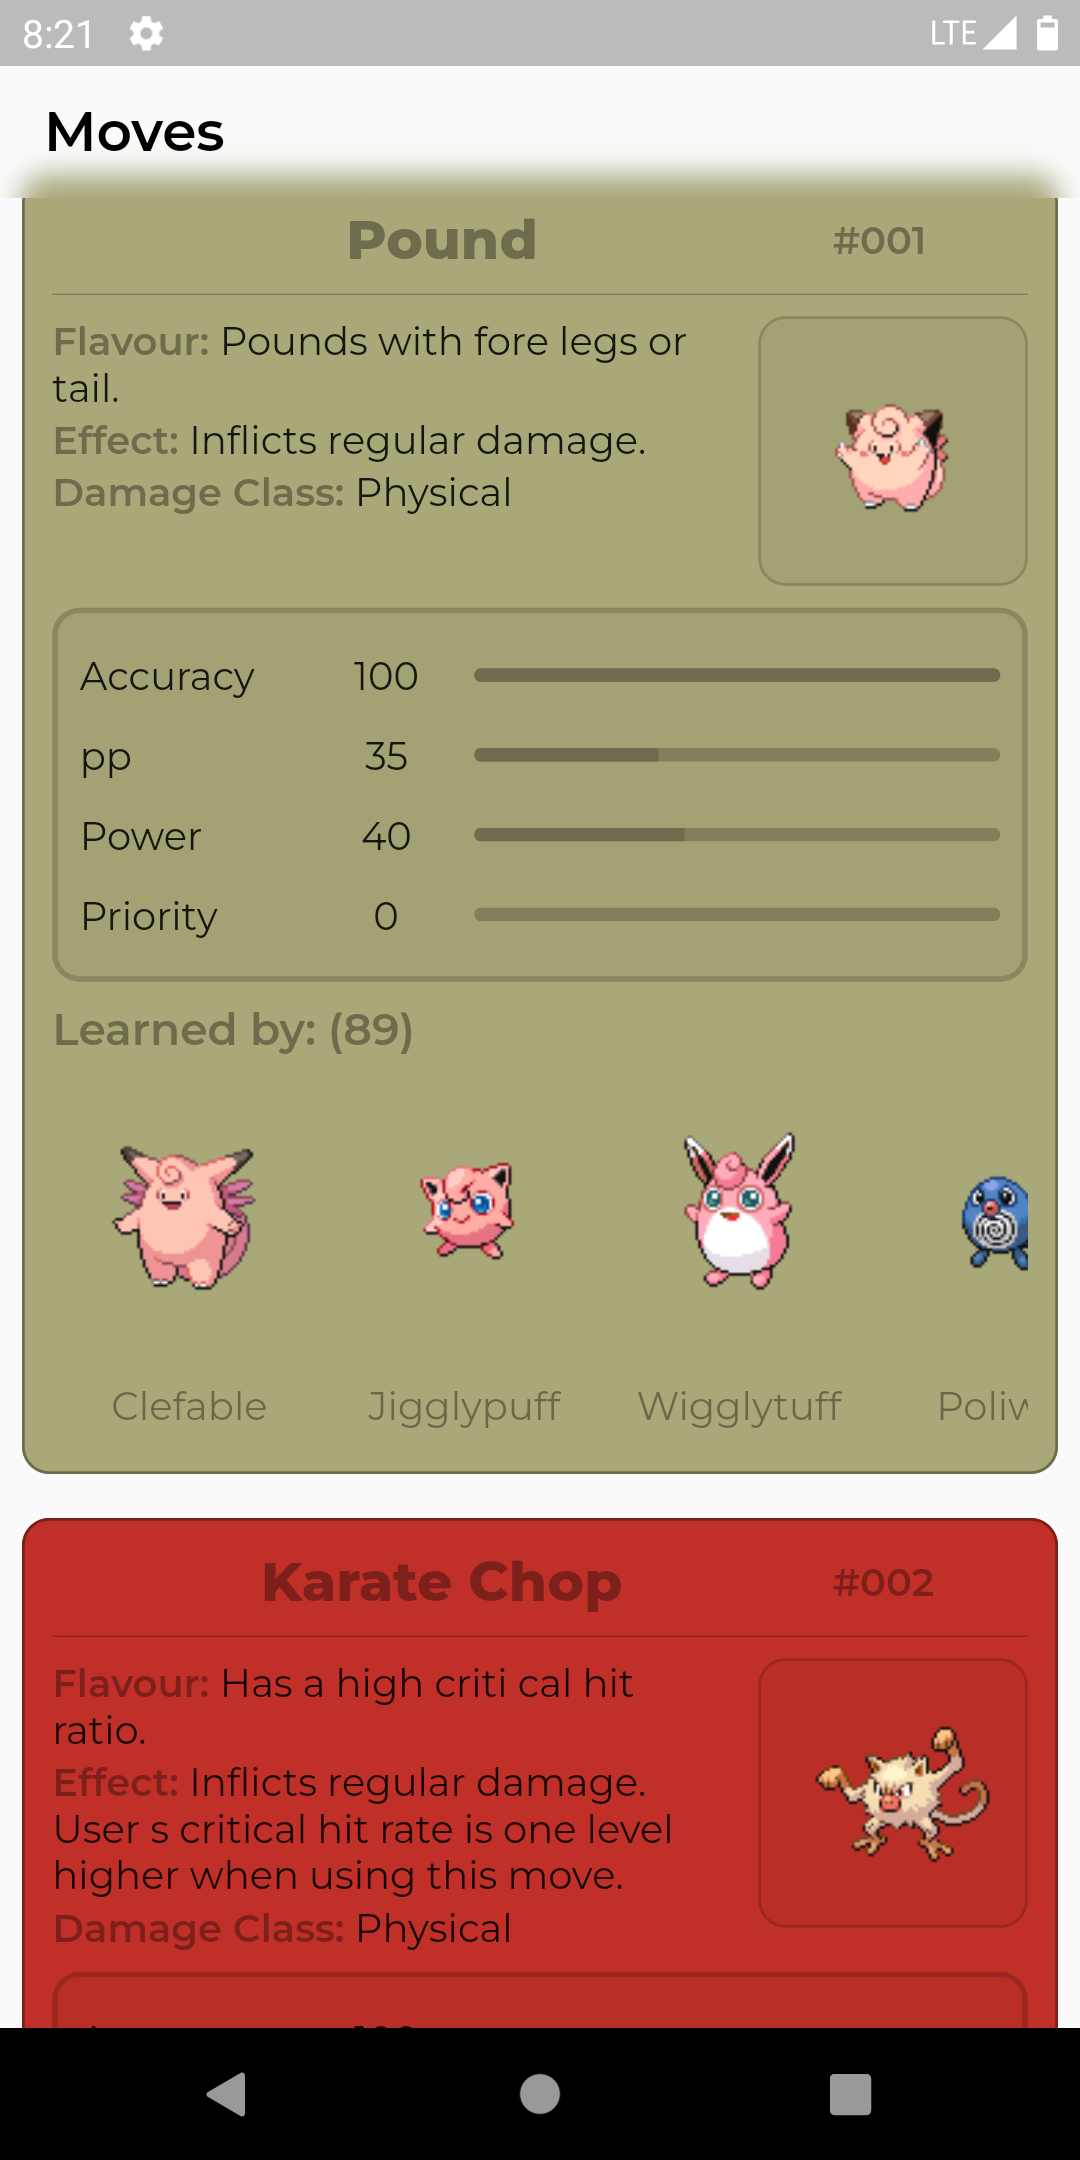 8:21
LTE
Moves
Pound #001
Flavour: Pounds with fore legs or
tail.
Effect: Inflicts regular damage.
Damage Class: Physical
Accuracy 100
pp 35
Power 40
Priority 0
Learned by: (89)
Clefable Jigglypuff Wigglytuff Poliw
Karate Chop #002
Flavour: Has a high criti cal hit
ratio.
Effect: Inflicts regular damage.
User s critical hit rate is one level
higher when using this move.
Damage Class: Physical